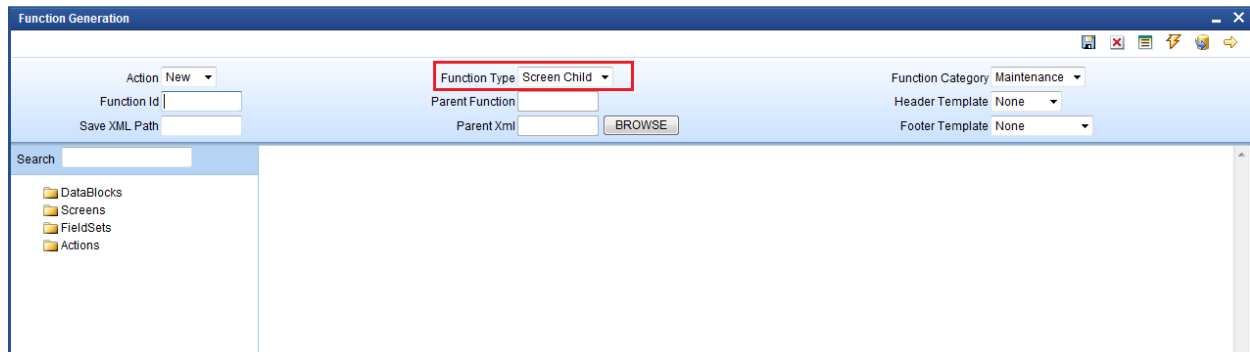 Function Generation
Action New Function Type Screen Child Function Category Maintenance
Function Id Parent Function Header Template None
Save XML Path Parent Xml BROWSE Footer Template None
Search
DataBlocks
Screens
FieldSets
Actions